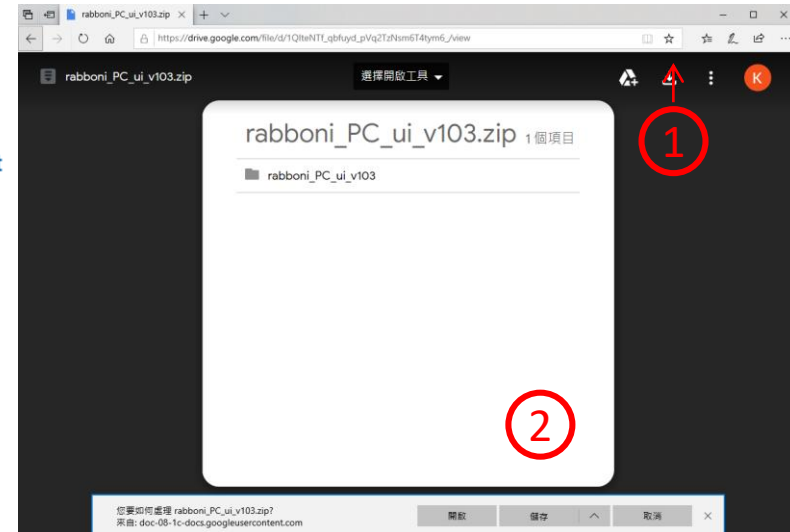 rabboni_PC_ui_v103.zip
https://drive.google.com/file/d/1QIteNTf_qbfuyd_pVq2TzNsm6T4tym6_/view
rabboni_PC_ui_v103.zip
選擇開啟工具
K
1
rabboni_PC_ui_v103.zip 1 個項目
rabboni_PC_ui_v103
2
您要如何處理 rabboni_PC_ui_v103.zip?
來自: doc-08-1c-docs.googleusercontent.com
開啟
儲存
取消